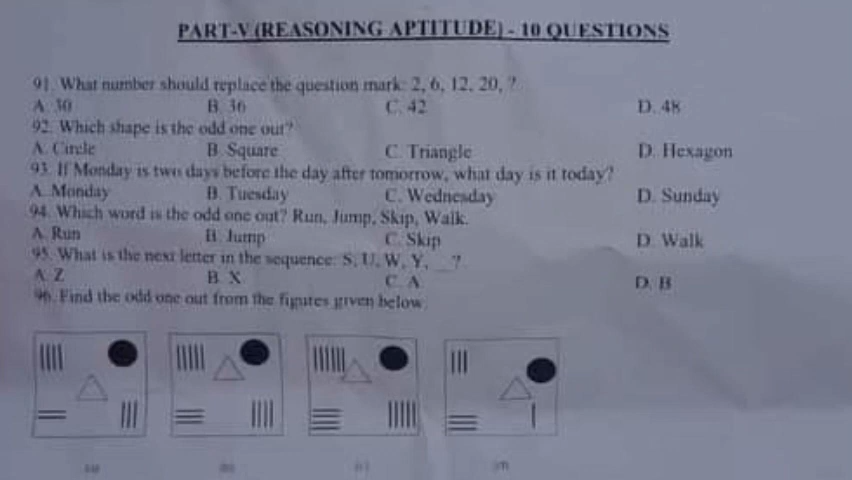 PART-V (REASONING APTITUDE) - 10 QUESTIONS
91. What number should replace the question mark: 2, 6, 12, 20, ?
A. 30 B. 36 C. 42 D. 48
92. Which shape is the odd one out?
A. Circle B. Square C. Triangle D. Hexagon
93. If Monday is two days before the day after tomorrow, what day is it today?
A. Monday B. Tuesday C. Wednesday D. Sunday
94. Which word is the odd one out? Run, Jump, Skip, Walk.
A. Run B. Jump C. Skip D. Walk
95. What is the next letter in the sequence: S, U, W, Y, __?
A. Z B. X C. A D. B
96. Find the odd one out from the figures given below